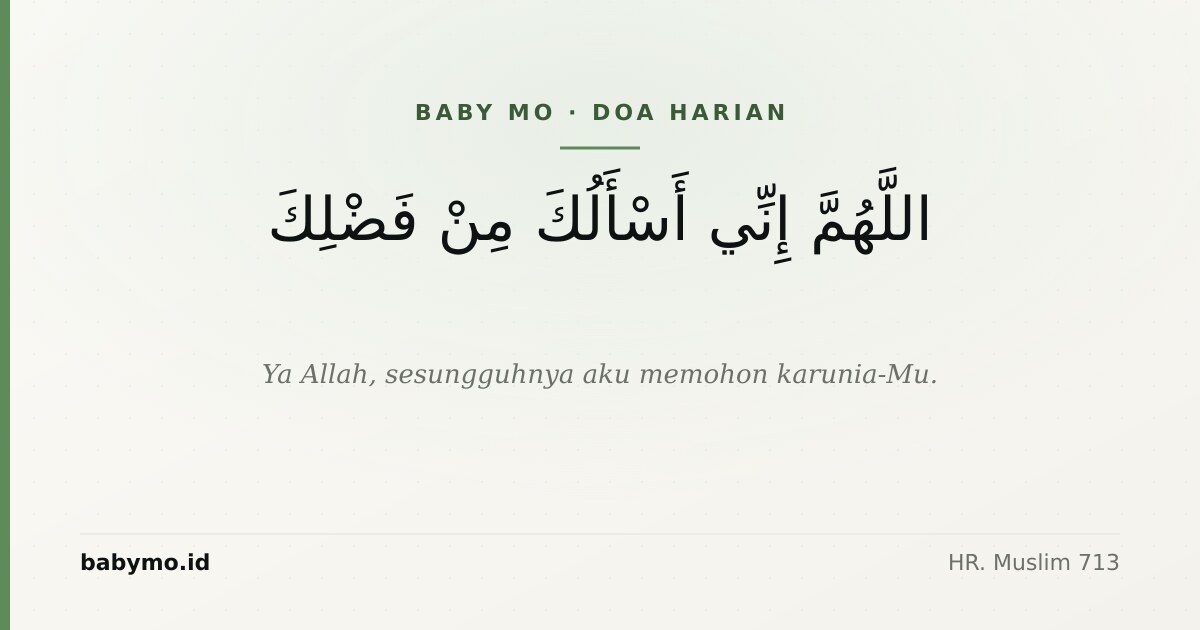 BABY MO · DOA HARIAN
اللَّهُمَّ إِنِّي أَسْأَلُكَ مِنْ فَضْلِكَ
Ya Allah, sesungguhnya aku memohon karunia-Mu.
babymo.id
HR. Muslim 713